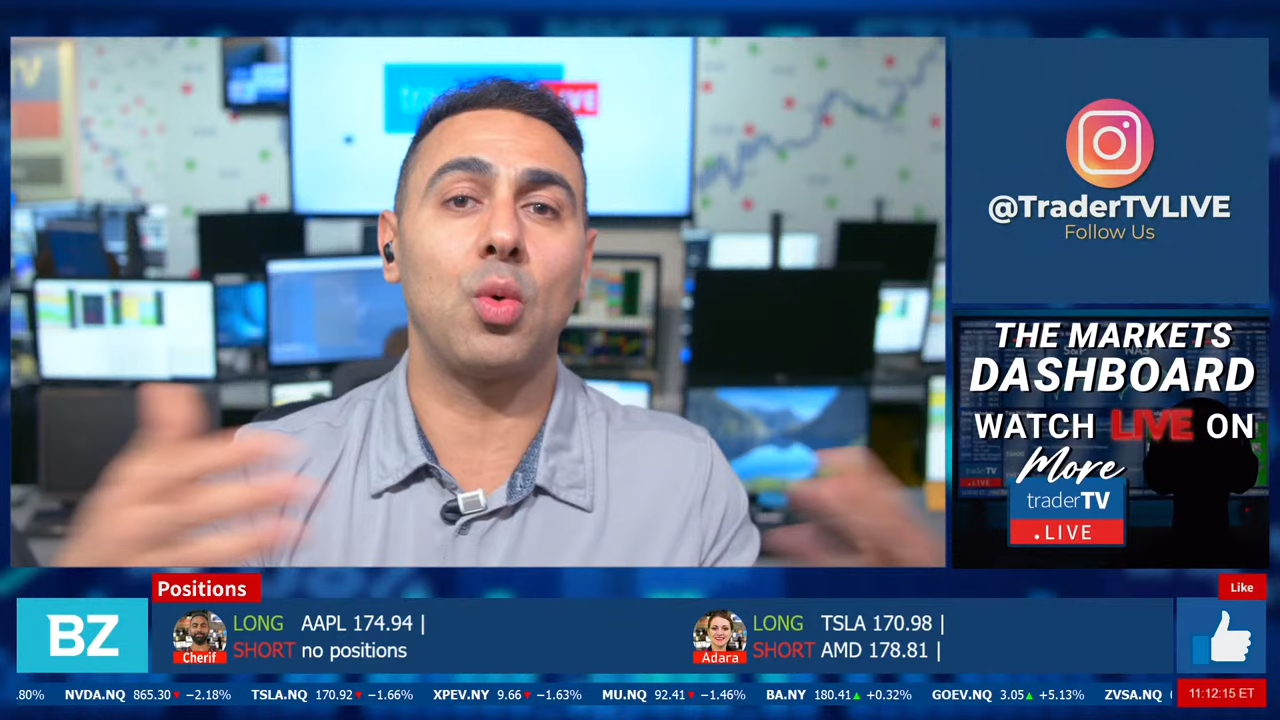 @TraderTVLIVE
Follow Us
THE MARKETS
DASHBOARD
WATCH LIVE ON
More
traderTV
.LIVE
Positions
Like
BZ
LONG AAPL 174.94 |
SHORT no positions
Cherif
LONG TSLA 170.98 |
SHORT AMD 178.81 |
Adara
.80% NVDA.NQ 865.30▼ −2.18% TSLA.NQ 170.92▼ −1.66% XPEV.NY 9.66▼ −1.63% MU.NQ 92.41▼ −1.46% BA.NY 180.41▲ +0.32% GOEV.NQ 3.05▲ +5.13% ZVSA.NQ
11:12:15 ET